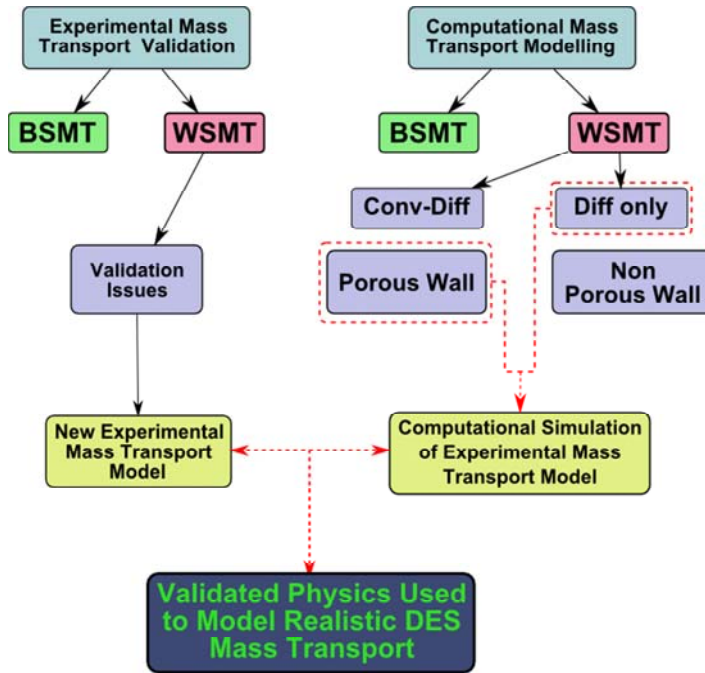 Experimental Mass
Transport Validation
Computational Mass
Transport Modelling
BSMT
WSMT
BSMT
WSMT
Conv-Diff
Diff only
Validation
Issues
Porous Wall
Non
Porous Wall
New Experimental
Mass Transport
Model
Computational Simulation
of Experimental Mass
Transport Model
Validated Physics Used
to Model Realistic DES
Mass Transport